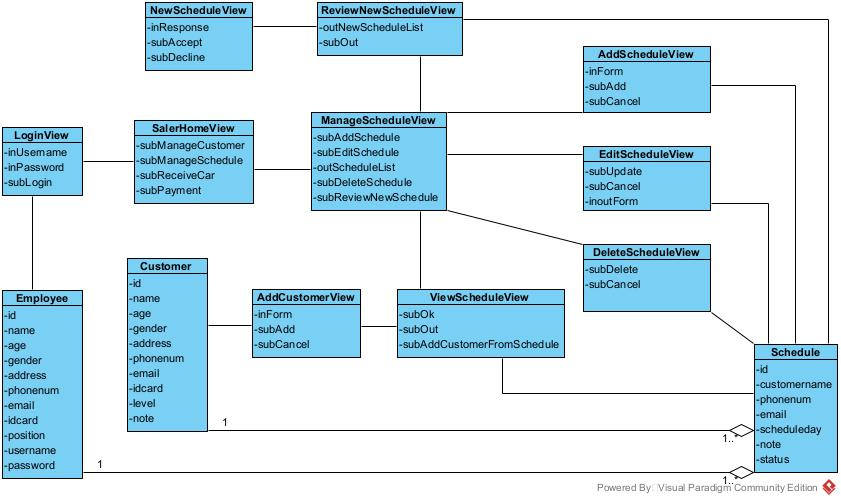 NewScheduleView
-inResponse
-subAccept
-subDecline
ReviewNewScheduleView
-outNewScheduleList
-subOut
AddScheduleView
-inForm
-subAdd
-subCancel
LoginView
-inUsername
-inPassword
-subLogin
SalerHomeView
-subManageCustomer
-subManageSchedule
-subReceiveCar
-subPayment
ManageScheduleView
-subAddSchedule
-subEditSchedule
-outScheduleList
-subDeleteSchedule
-subReviewNewSchedule
EditScheduleView
-subUpdate
-subCancel
-inoutForm
DeleteScheduleView
-subDelete
-subCancel
Employee
-id
-name
-age
-gender
-address
-phonenum
-email
-idcard
-position
-username
-password
Customer
-id
-name
-age
-gender
-address
-phonenum
-email
-idcard
-level
-note
AddCustomerView
-inForm
-subAdd
-subCancel
ViewScheduleView
-subOk
-subOut
-subAddCustomerFromSchedule
Schedule
-id
-customername
-phonenum
-email
-scheduleday
-note
-status
1
1..*
1
1..*
Powered By Visual Paradigm Community Edition